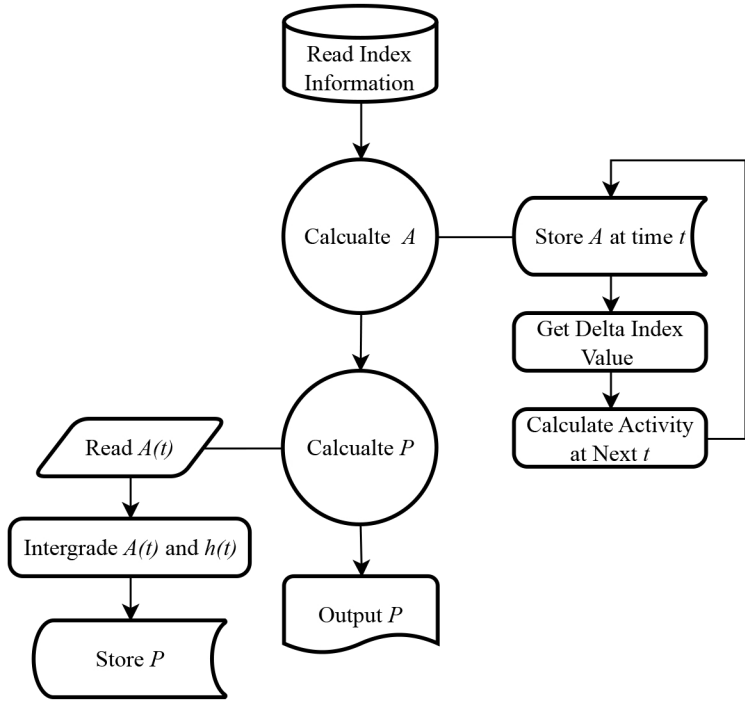 Read Index
Information
Calcualte A
Store A at time t
Get Delta Index
Value
Calculate Activity
at Next t
Calcualte P
Read A(t)
Intergrade A(t) and h(t)
Store P
Output P